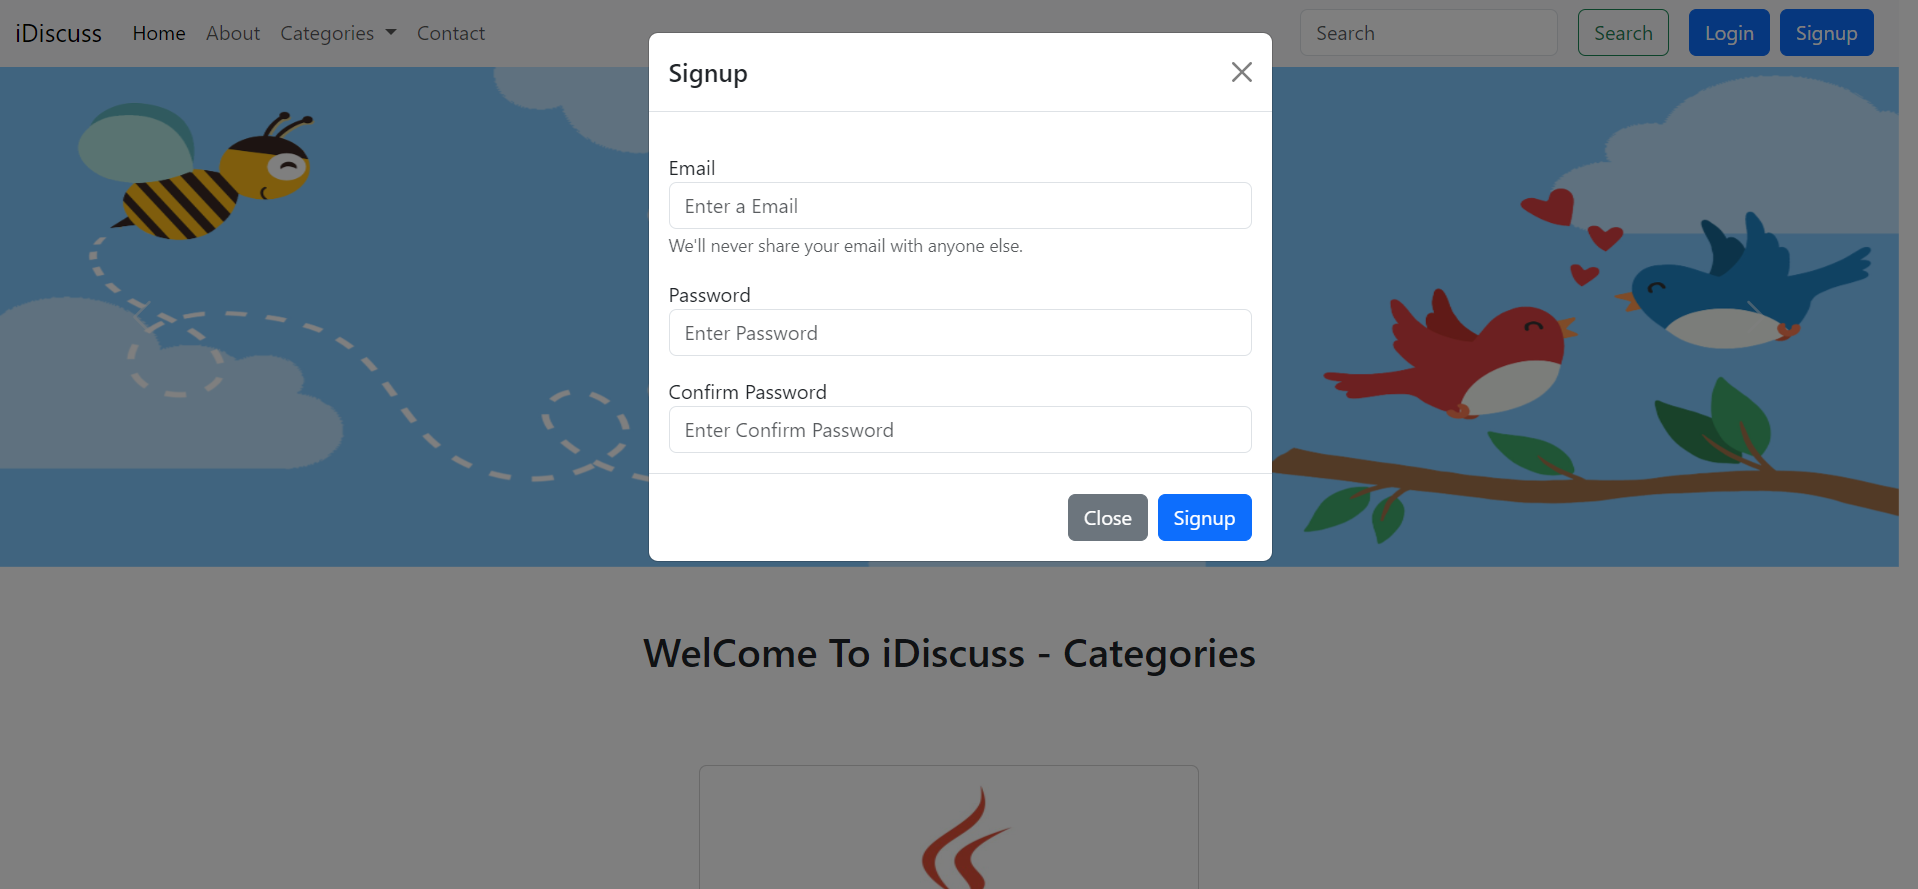 iDiscuss Home About Categories Contact Search Search Login Signup
Signup
Email
Enter a Email
We'll never share your email with anyone else.
Password
Enter Password
Confirm Password
Enter Confirm Password
Close Signup
WelCome To iDiscuss - Categories